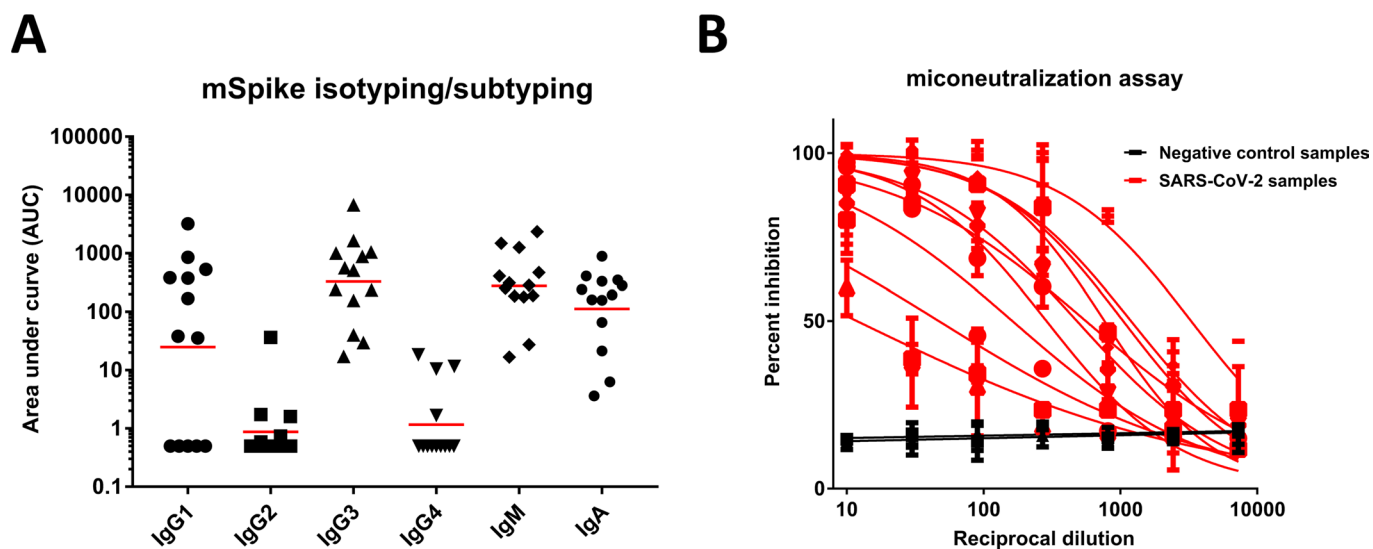 A
mSpike isotyping/subtyping
Area under curve (AUC)
100000
10000
1000
100
10
1
0.1
IgG1
IgG2
IgG3
IgG4
IgM
IgA
B
miconeutralization assay
Percent inhibition
100
50
0
10
100
1000
10000
Reciprocal dilution
Negative control samples
SARS-CoV-2 samples